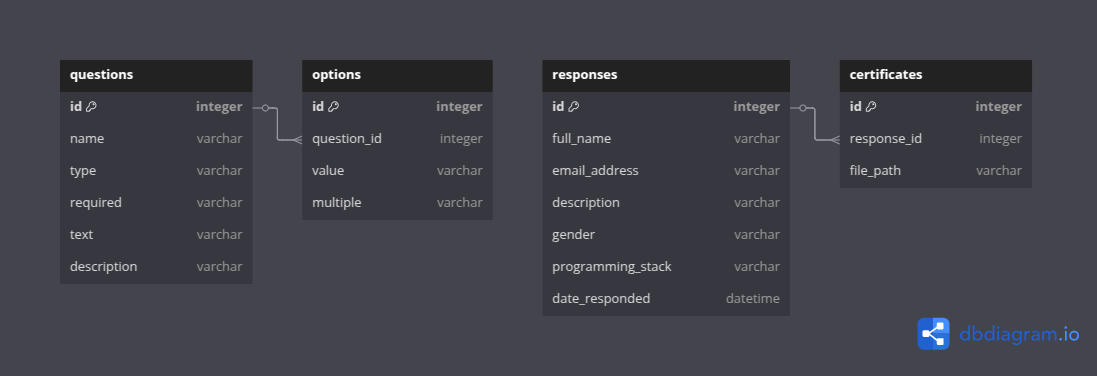 questions
id integer
name varchar
type varchar
required varchar
text varchar
description varchar
options
id integer
question_id integer
value varchar
multiple varchar
responses
id integer
full_name varchar
email_address varchar
description varchar
gender varchar
programming_stack varchar
date_responded datetime
certificates
id integer
response_id integer
file_path varchar
dbdiagram.io